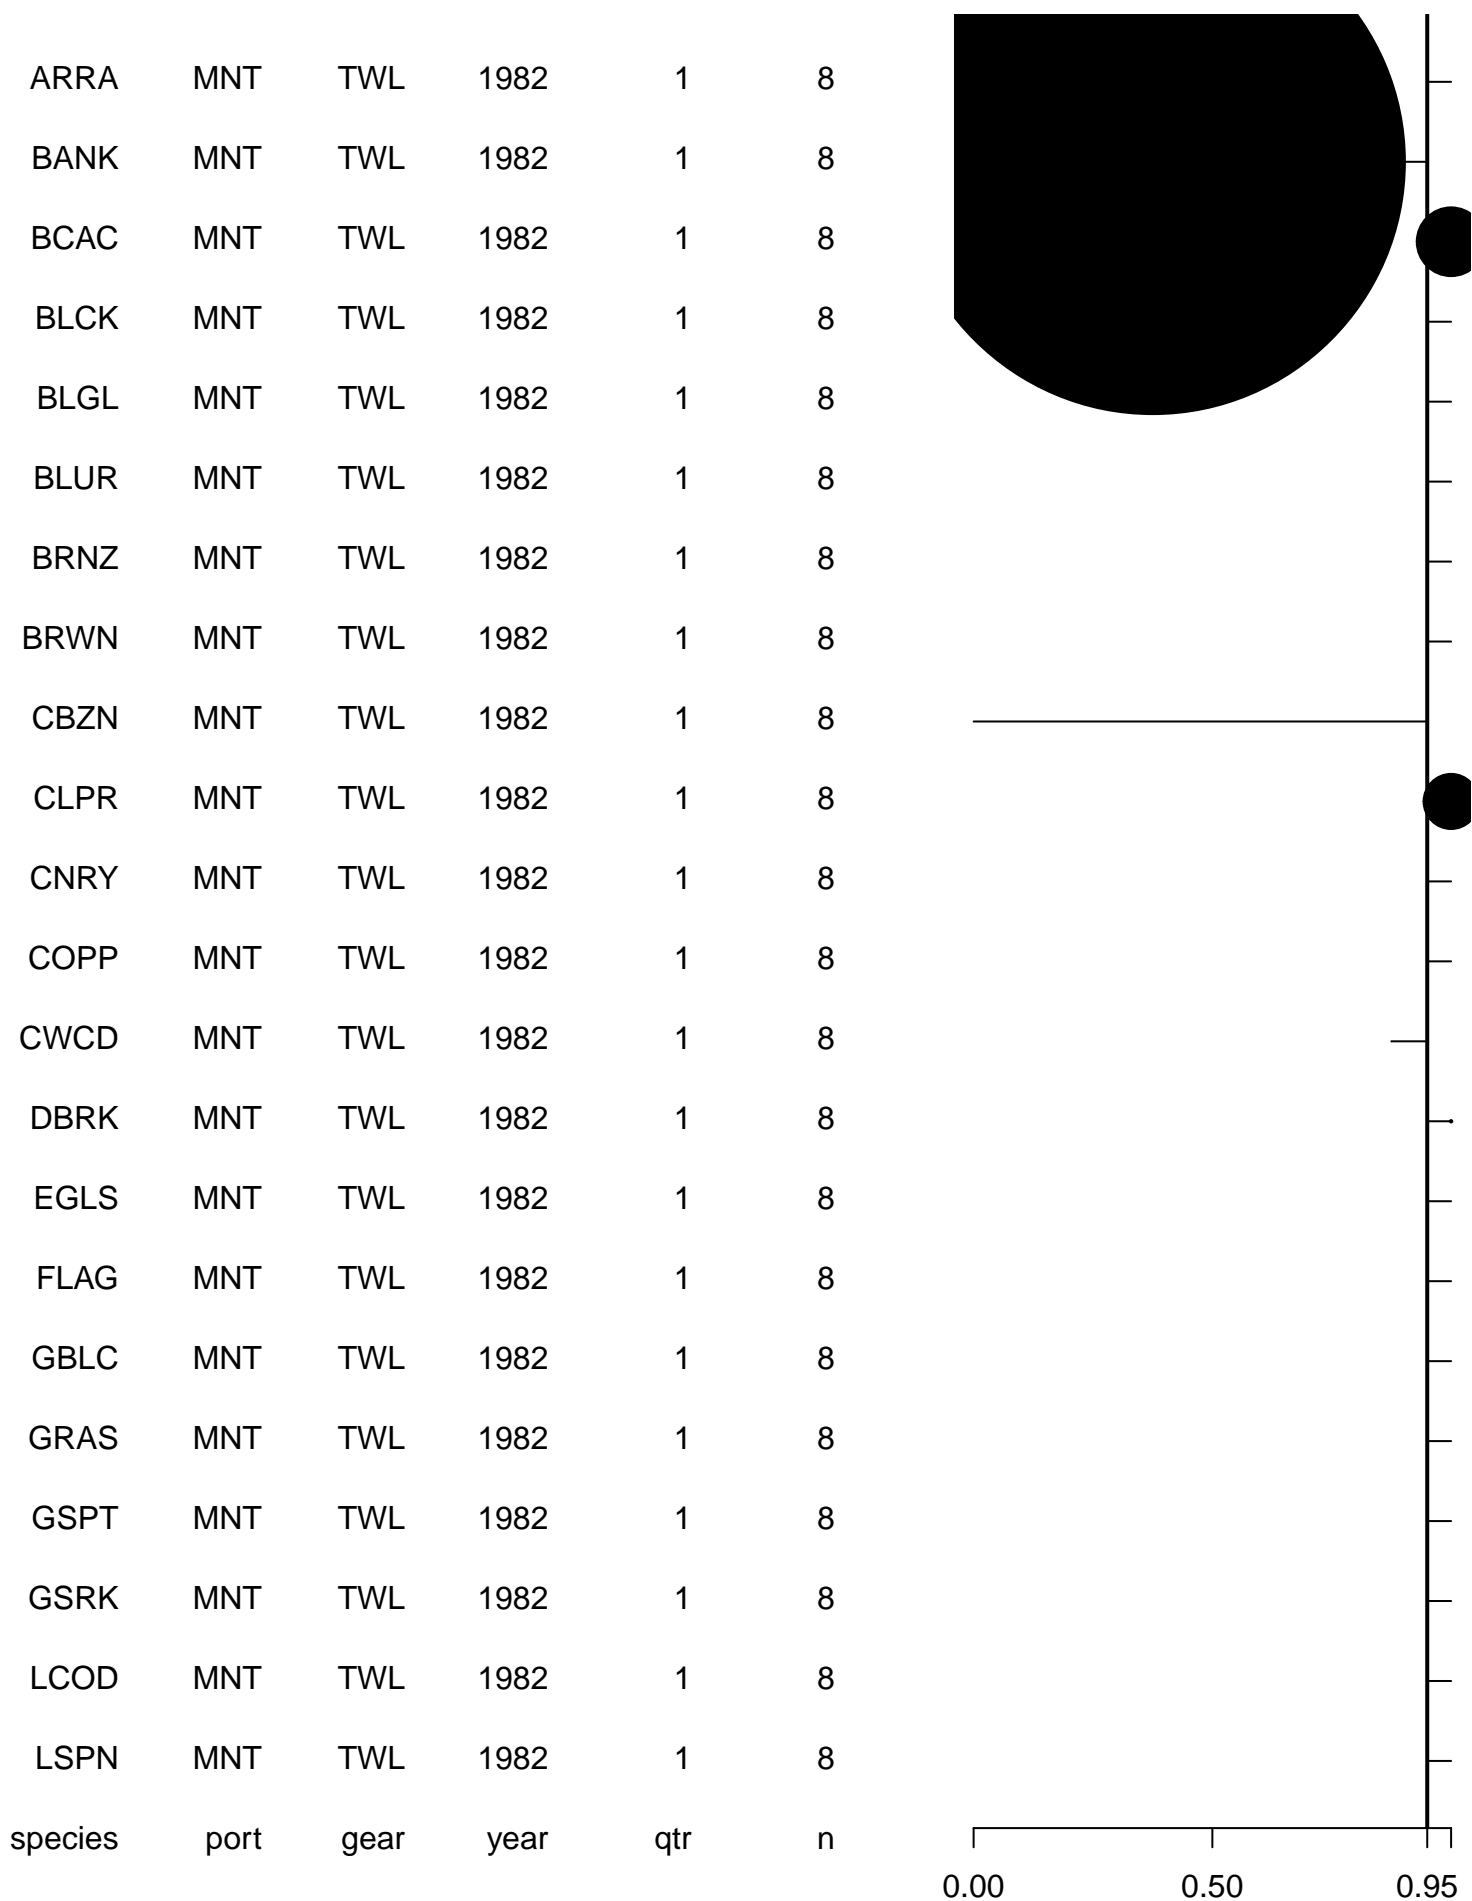 ARRA MNT TWL 1982 1 8
BANK MNT TWL 1982 1 8
BCAC MNT TWL 1982 1 8
BLCK MNT TWL 1982 1 8
BLGL MNT TWL 1982 1 8
BLUR MNT TWL 1982 1 8
BRNZ MNT TWL 1982 1 8
BRWN MNT TWL 1982 1 8
CBZN MNT TWL 1982 1 8
CLPR MNT TWL 1982 1 8
CNRY MNT TWL 1982 1 8
COPP MNT TWL 1982 1 8
CWCD MNT TWL 1982 1 8
DBRK MNT TWL 1982 1 8
EGLS MNT TWL 1982 1 8
FLAG MNT TWL 1982 1 8
GBLC MNT TWL 1982 1 8
GRAS MNT TWL 1982 1 8
GSPT MNT TWL 1982 1 8
GSRK MNT TWL 1982 1 8
LCOD MNT TWL 1982 1 8
LSPN MNT TWL 1982 1 8
species port gear year qtr n
0.00 0.50 0.95